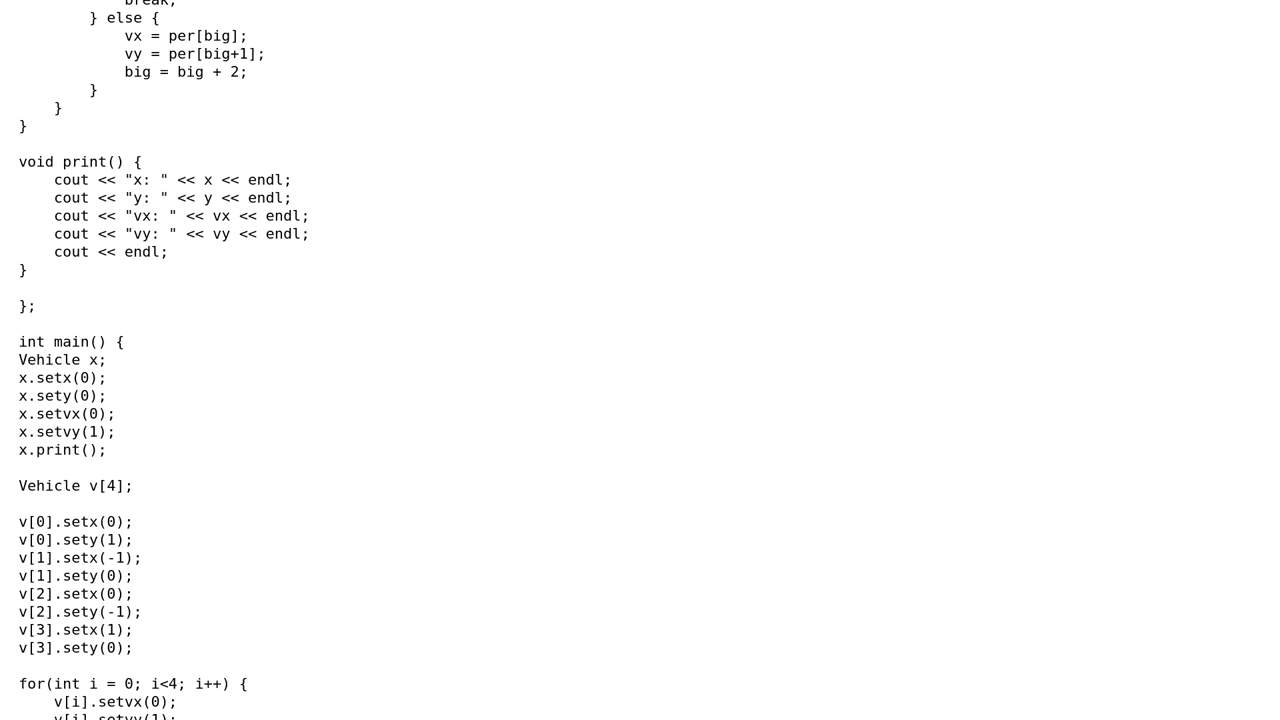 break;
        } else {
            vx = per[big];
            vy = per[big+1];
            big = big + 2;
        }
    }
}

void print() {
    cout << "x: " << x << endl;
    cout << "y: " << y << endl;
    cout << "vx: " << vx << endl;
    cout << "vy: " << vy << endl;
    cout << endl;
}

};

int main() {
Vehicle x;
x.setx(0);
x.sety(0);
x.setvx(0);
x.setvy(1);
x.print();

Vehicle v[4];

v[0].setx(0);
v[0].sety(1);
v[1].setx(-1);
v[1].sety(0);
v[2].setx(0);
v[2].sety(-1);
v[3].setx(1);
v[3].sety(0);

for(int i = 0; i<4; i++) {
    v[i].setvx(0);
    v[i].setvy(1);